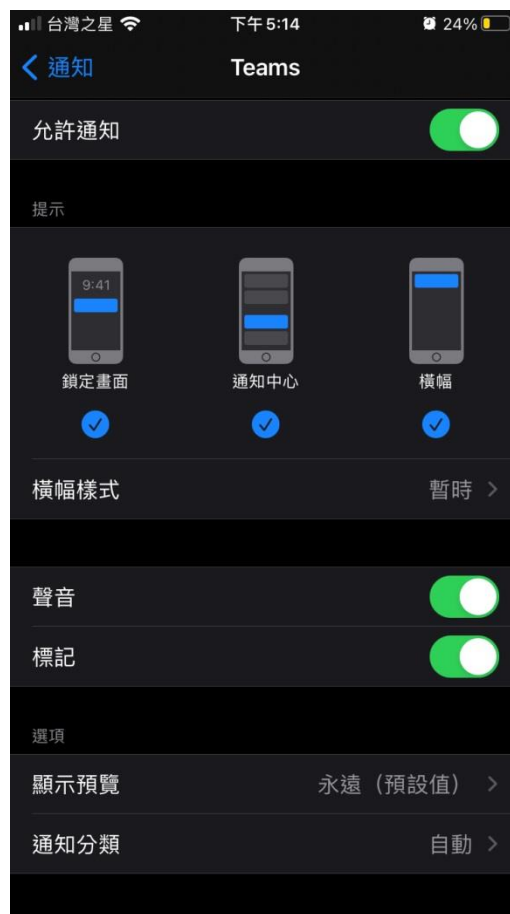 台灣之星 下午5:14 24%
通知 Teams
允許通知
提示
9:41
鎖定畫面 通知中心 橫幅
橫幅樣式 暫時
聲音
標記
選項
顯示預覽 永遠（預設值）
通知分類 自動